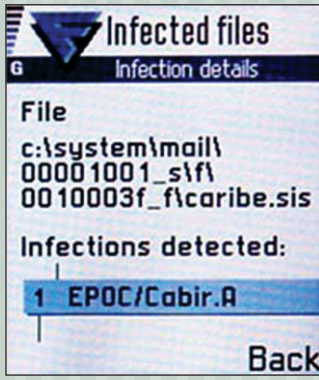 Infected files
G Infection details
File
c:\system\mail\
00001001_s\f\
0010003f_f\caribe.sis
Infections detected:
1 EPOC/Cabir.A
Back